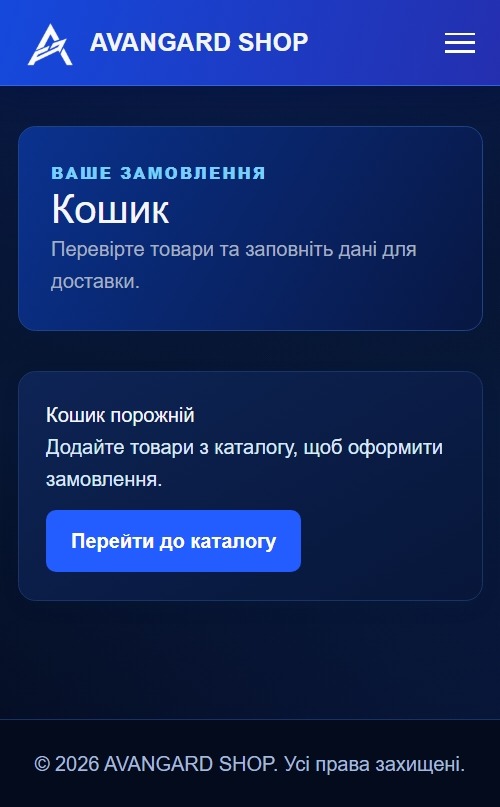 AVANGARD SHOP
ВАШЕ ЗАМОВЛЕННЯ
Кошик
Перевірте товари та заповніть дані для
доставки.
Кошик порожній
Додайте товари з каталогу, щоб оформити
замовлення.
Перейти до каталогу
© 2026 AVANGARD SHOP. Усі права захищені.